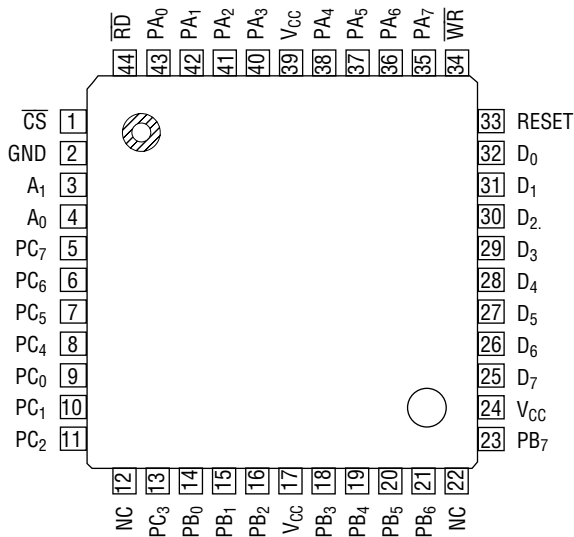 R̅D̅ PA₀ PA₁ PA₂ PA₃ Vcc PA₄ PA₅ PA₆ PA₇ W̅R̅
44 43 42 41 40 39 38 37 36 35 34
C̅S̅ 1 33 RESET
GND 2 32 D₀
A₁ 3 31 D₁
A₀ 4 30 D₂.
PC₇ 5 29 D₃
PC₆ 6 28 D₄
PC₅ 7 27 D₅
PC₄ 8 26 D₆
PC₀ 9 25 D₇
PC₁ 10 24 VCC
PC₂ 11 23 PB₇
12 13 14 15 16 17 18 19 20 21 22
NC PC₃ PB₀ PB₁ PB₂ VCC PB₃ PB₄ PB₅ PB₆ NC